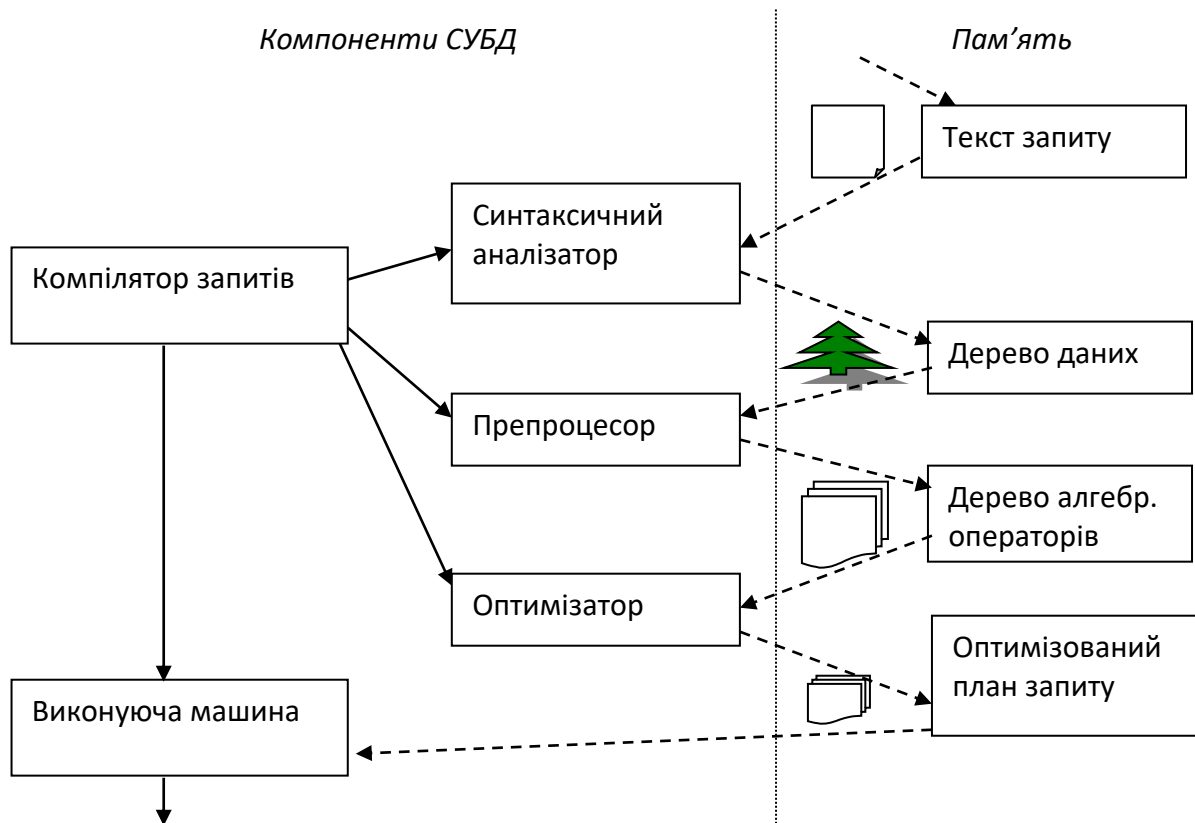 Компоненти СУБД
Пам’ять
Текст запиту
Синтаксичний
аналізатор
Компілятор запитів
Дерево даних
Препроцесор
Дерево алгебр.
операторів
Оптимізатор
Оптимізований
план запиту
Виконуюча машина